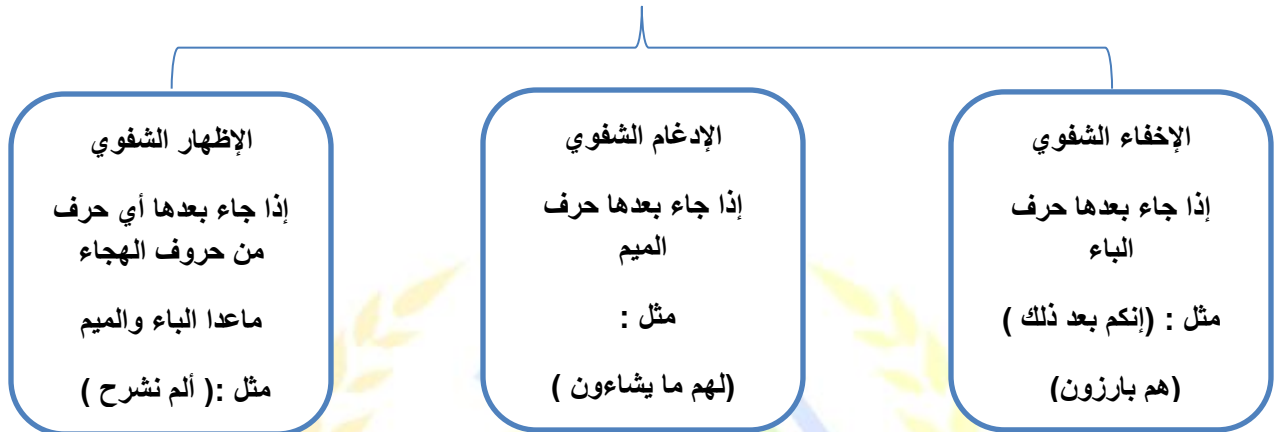 الإخفاء الشفوي
إذا جاء بعدها حرف
الباء
مثل : (إنكم بعد ذلك )
(هم بارزون)
الإدغام الشفوي
إذا جاء بعدها حرف
الميم
مثل :
(لهم ما يشاءون )
الإظهار الشفوي
إذا جاء بعدها أي حرف
من حروف الهجاء
ماعدا الباء والميم
مثل :( ألم نشرح )